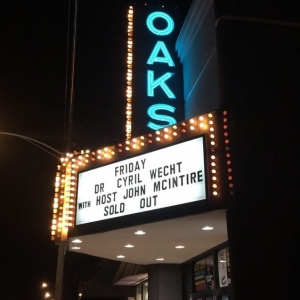 OAKS
FRIDAY
DR CYRIL WECHT
WITH HOST JOHN MCINTIRE
SOLD OUT